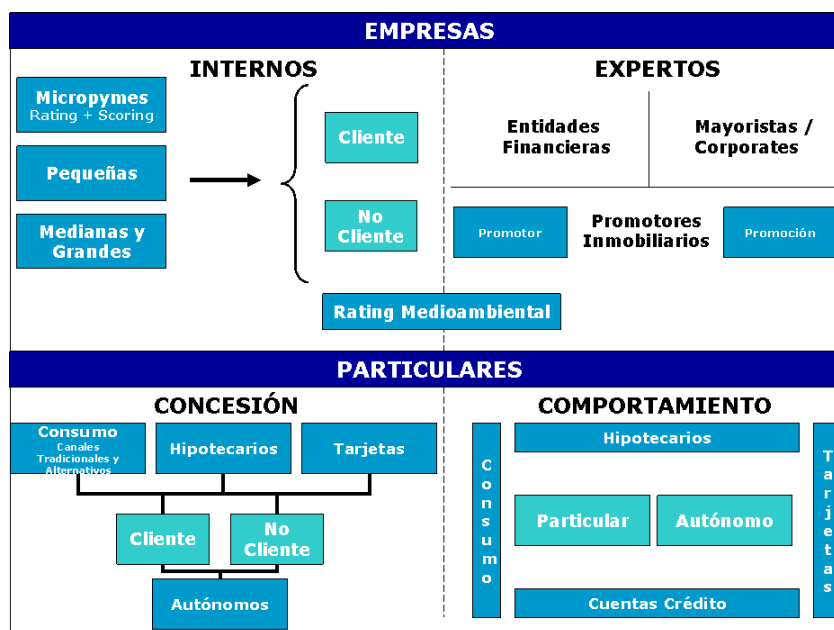 EMPRESAS
INTERNOS
Micropymes
Rating + Scoring
Pequeñas
Medianas y
Grandes
Cliente
No
Cliente
EXPERTOS
Entidades
Financieras
Mayoristas /
Corporates
Promotor
Promotores
Inmobiliarios
Promoción
Rating Medioambiental
PARTICULARES
CONCESIÓN
Consumo
Canales
Tradicionales y
Alternativos
Hipotecarios
Tarjetas
Cliente
No
Cliente
Autónomos
COMPORTAMIENTO
Consumo
Hipotecarios
Particular
Autónomo
Cuentas Crédito
Tarjetas